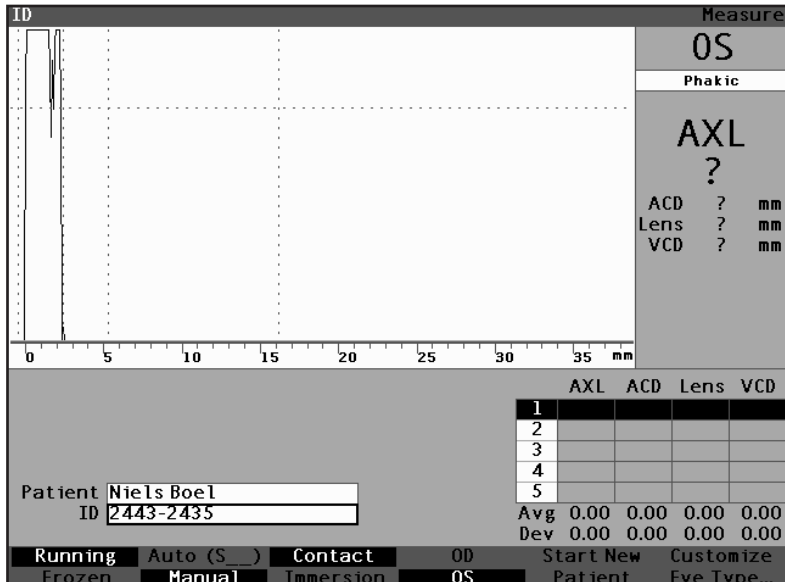 ID Measure
OS
Phakic
AXL
?
ACD ? mm
Lens ? mm
VCD ? mm
0 5 10 15 20 25 30 35 mm
AXL ACD Lens VCD
1
2
3
4
5
Patient Niels Boel
ID 2443-2435
Avg 0.00 0.00 0.00 0.00
Dev 0.00 0.00 0.00 0.00
Running Auto (S__) Contact OD Start New Customize
Frozen Manual Immersion OS Patient Eye Type...